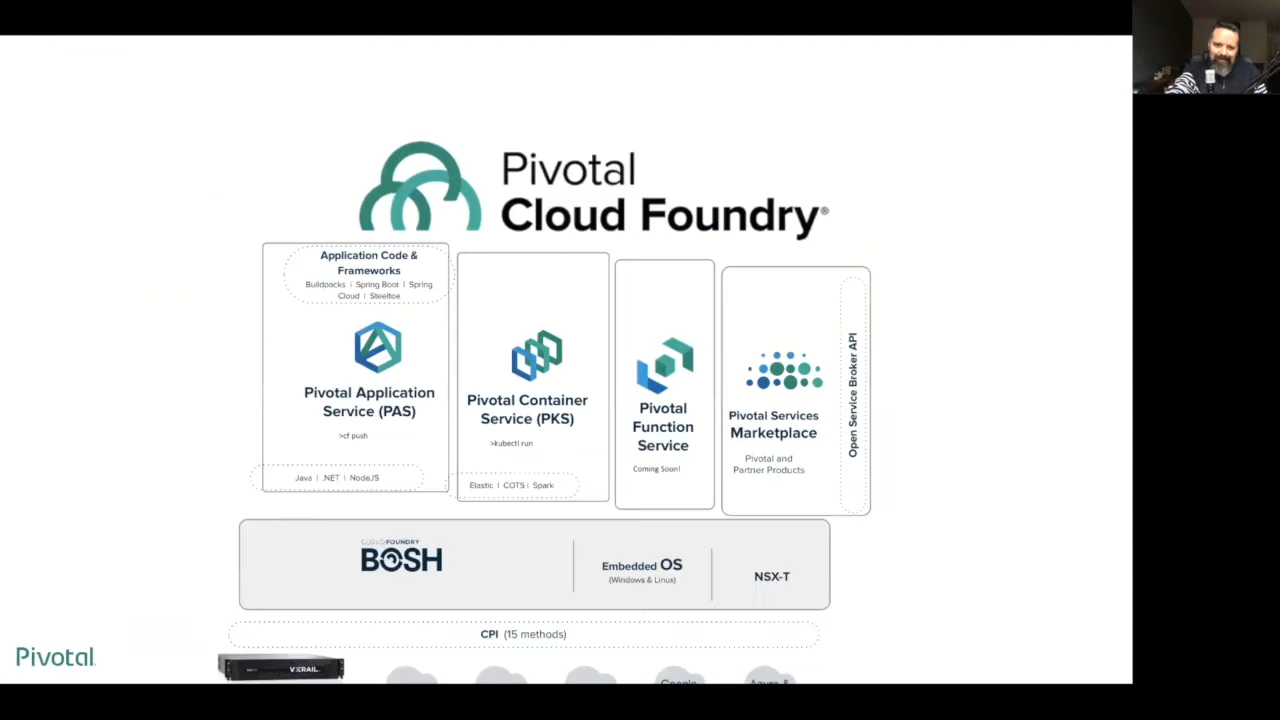 Pivotal
Cloud Foundry®
Application Code &
Frameworks
Buildpacks | Spring Boot | Spring
Cloud | Steeltoe
Pivotal Application
Service (PAS)
>cf push
Java | .NET | NodeJS
Pivotal Container
Service (PKS)
>kubectl run
Elastic | COTS | Spark
Pivotal
Function
Service
Coming Soon!
Pivotal Services
Marketplace
Pivotal and
Partner Products
Open Service Broker API
CLOUDFOUNDRY
BOSH
Embedded OS
(Windows & Linux)
NSX-T
CPI (15 methods)
VXRAIL
Google
Azure &
Pivotal